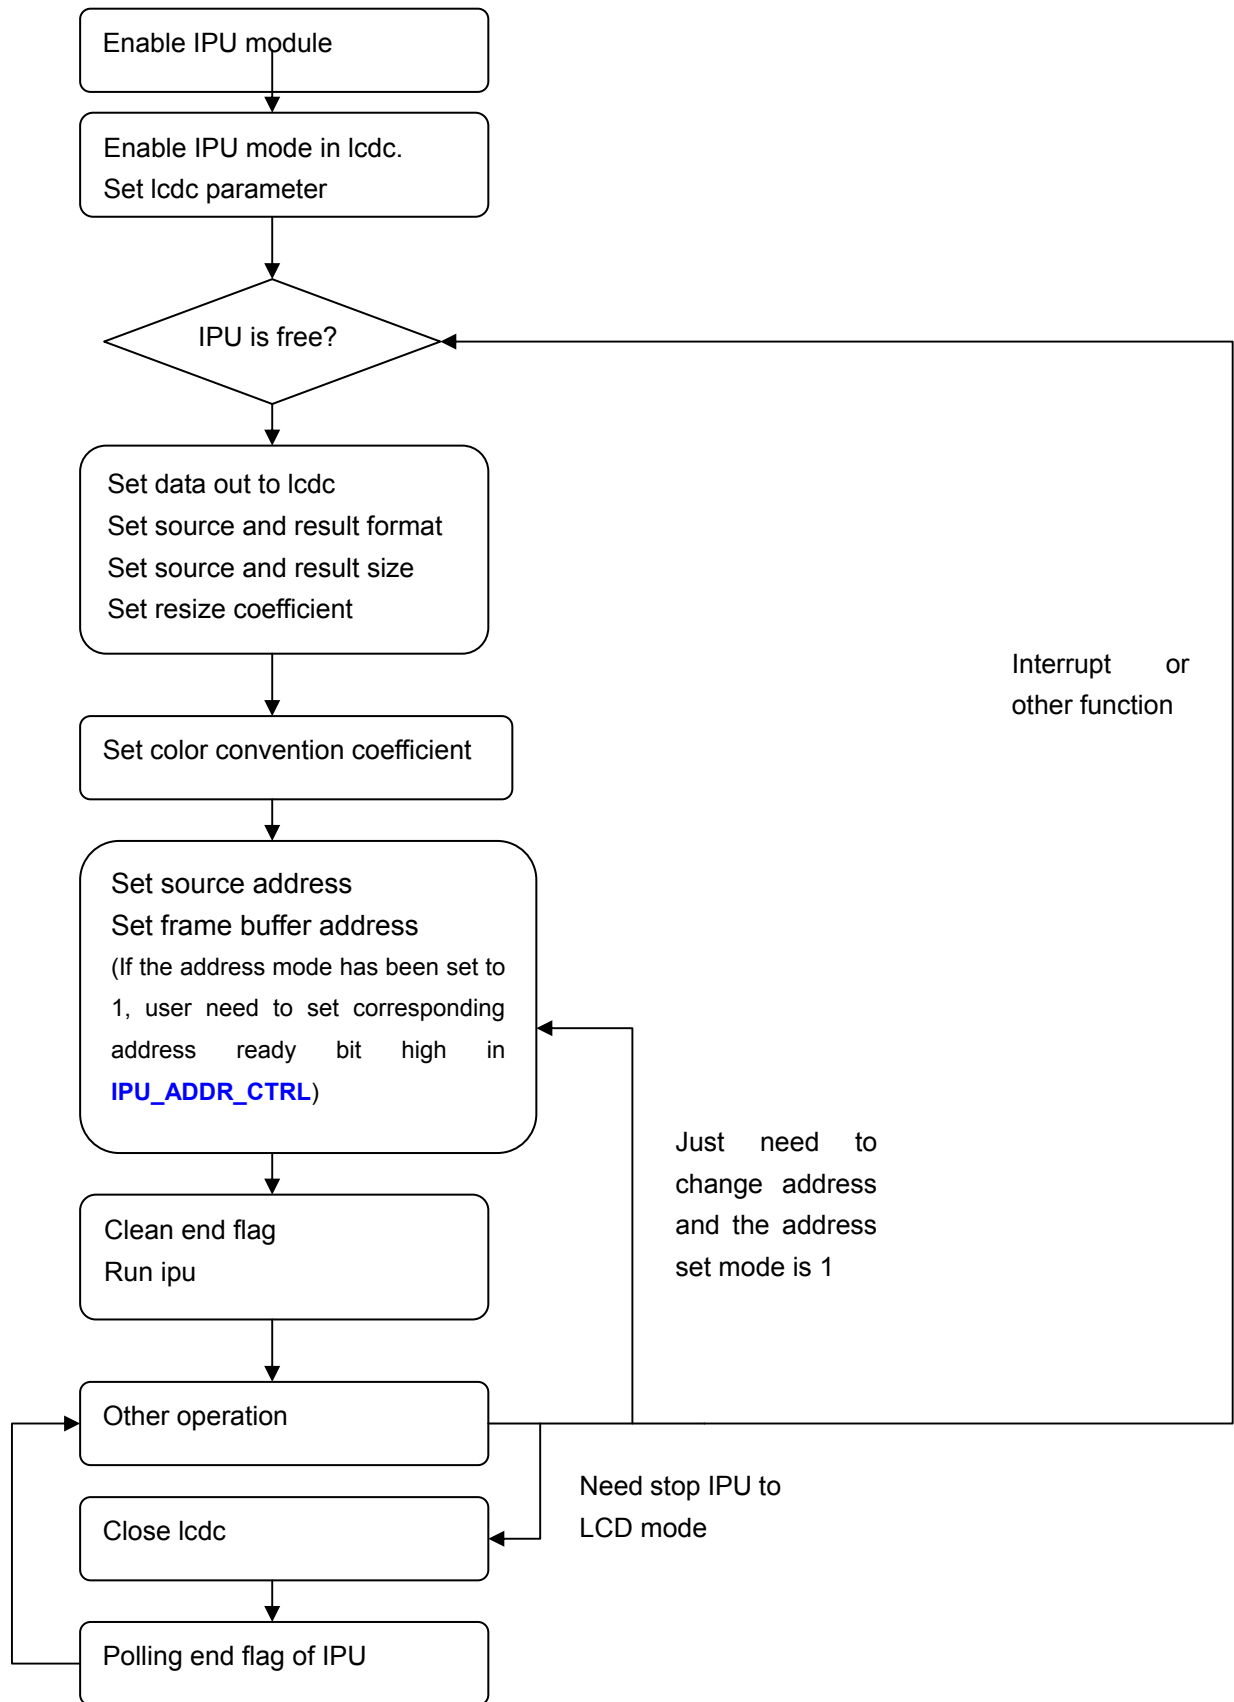 Enable IPU module
Enable IPU mode in lcdc.
Set lcdc parameter
IPU is free?
Set data out to lcdc
Set source and result format
Set source and result size
Set resize coefficient
Interrupt or
other function
Set color convention coefficient
Set source address
Set frame buffer address
(If the address mode has been set to
1, user need to set corresponding
address ready bit high in
IPU_ADDR_CTRL)
Just need to
change address
and the address
set mode is 1
Clean end flag
Run ipu
Other operation
Need stop IPU to
LCD mode
Close lcdc
Polling end flag of IPU